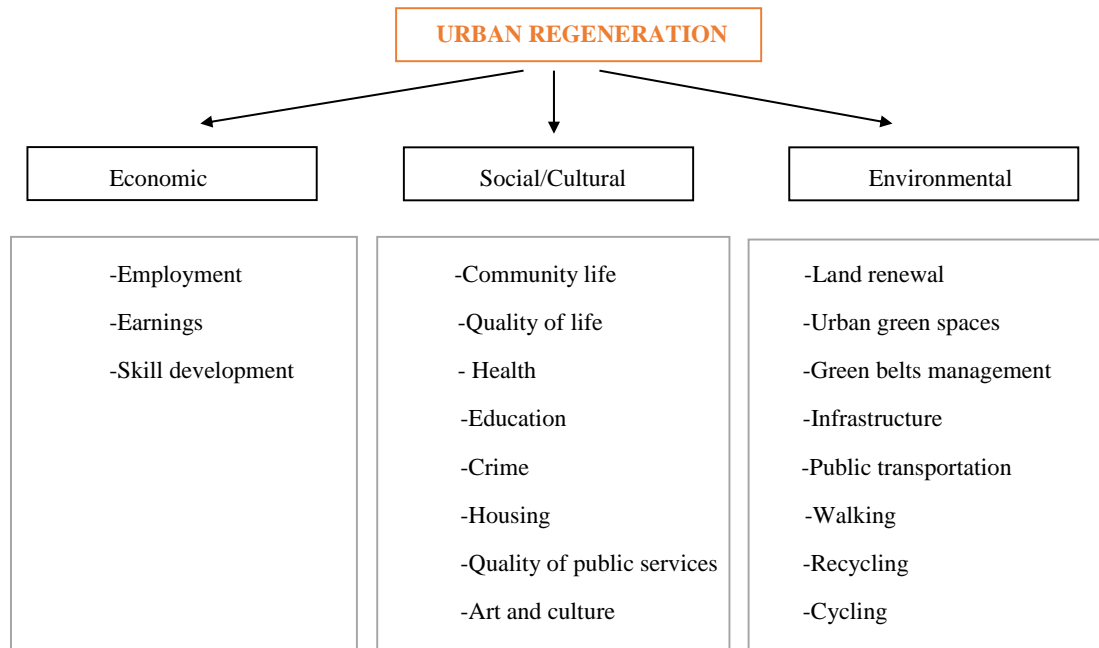 URBAN REGENERATION
Economic
Social/Cultural
Environmental
-Employment
-Earnings
-Skill development
-Community life
-Quality of life
- Health
-Education
-Crime
-Housing
-Quality of public services
-Art and culture
-Land renewal
-Urban green spaces
-Green belts management
-Infrastructure
-Public transportation
-Walking
-Recycling
-Cycling